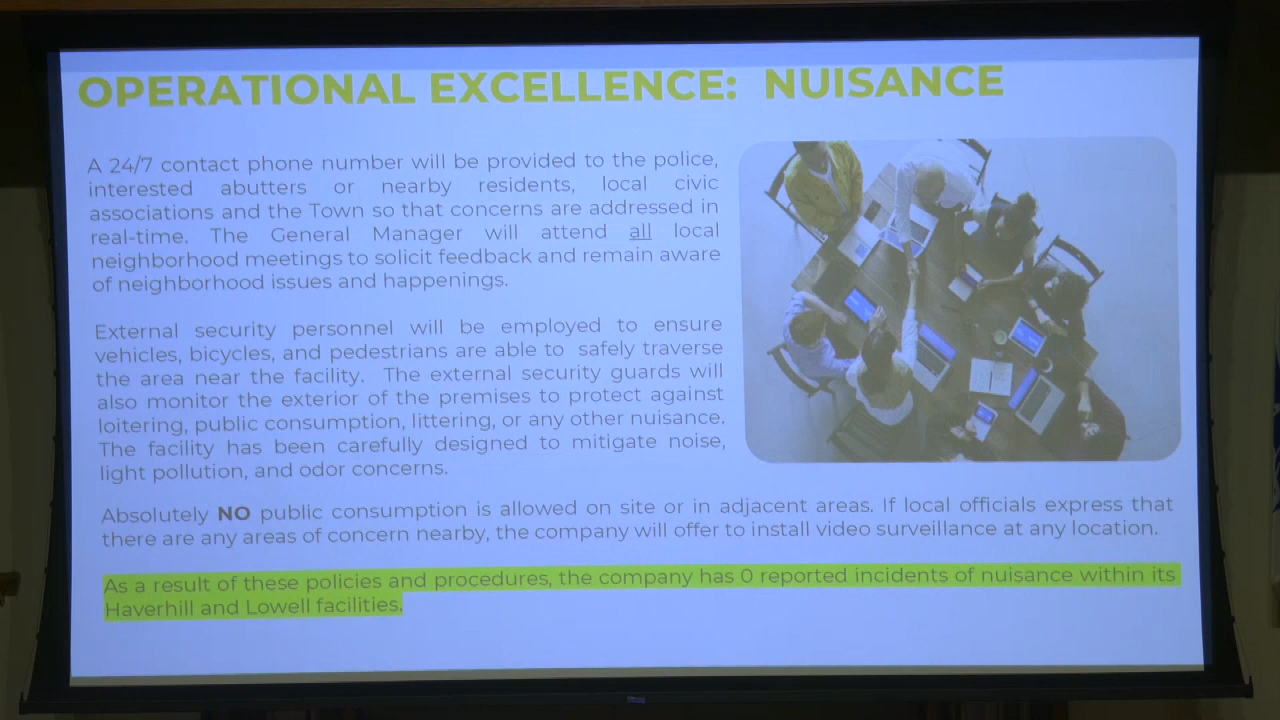 OPERATIONAL EXCELLENCE: NUISANCE
A 24/7 contact phone number will be provided to the police,
interested abutters or nearby residents, local civic
associations and the Town so that concerns are addressed in
real-time. The General Manager will attend all local
neighborhood meetings to solicit feedback and remain aware
of neighborhood issues and happenings.
External security personnel will be employed to ensure
vehicles, bicycles, and pedestrians are able to safely traverse
the area near the facility. The external security guards will
also monitor the exterior of the premises to protect against
loitering, public consumption, littering, or any other nuisance.
The facility has been carefully designed to mitigate noise,
light pollution, and odor concerns.
Absolutely NO public consumption is allowed on site or in adjacent areas. If local officials express that
there are any areas of concern nearby, the company will offer to install video surveillance at any location.
As a result of these policies and procedures, the company has 0 reported incidents of nuisance within its
Haverhill and Lowell facilities.